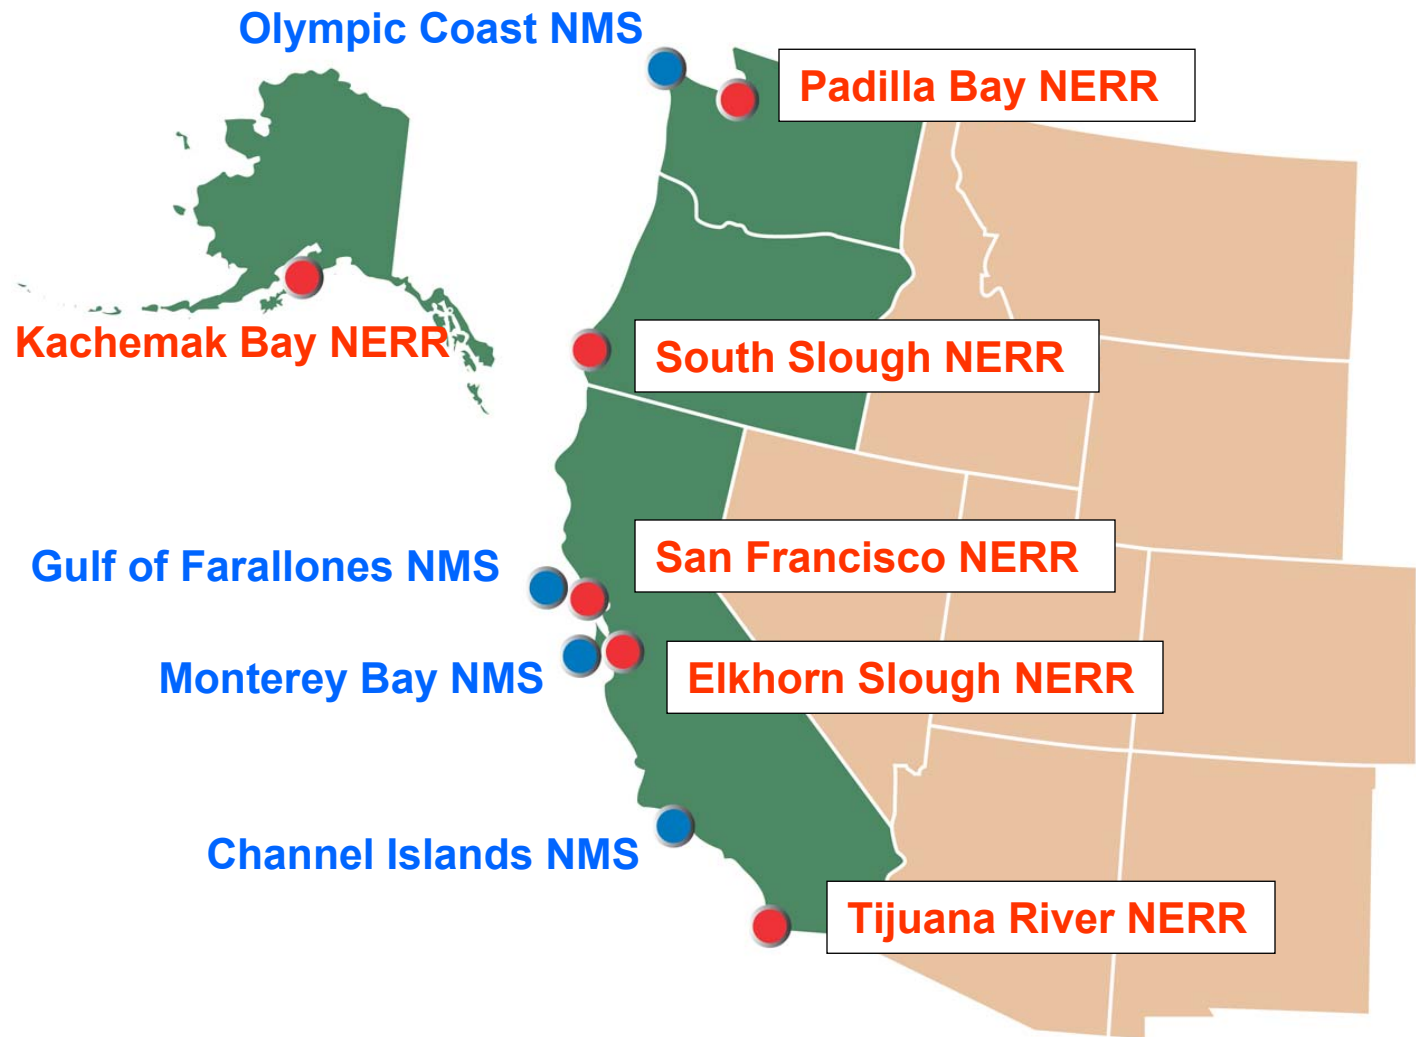 Olympic Coast NMS
Padilla Bay NERR
Kachemak Bay NERR
South Slough NERR
Gulf of Farallones NMS
San Francisco NERR
Monterey Bay NMS
Elkhorn Slough NERR
Channel Islands NMS
Tijuana River NERR